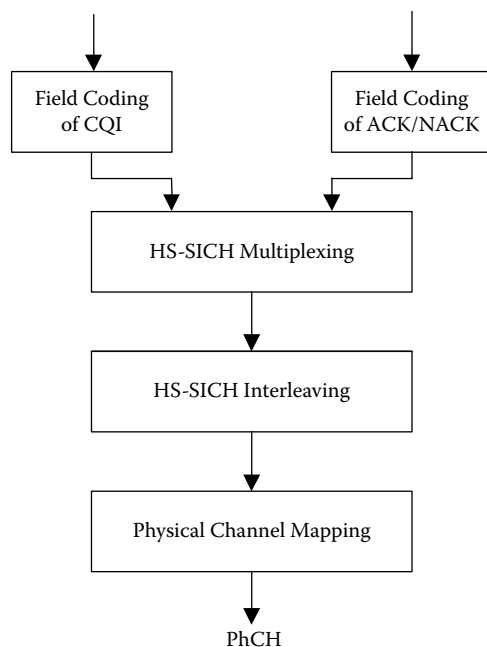 Field Coding
of CQI
Field Coding
of ACK/NACK
HS-SICH Multiplexing
HS-SICH Interleaving
Physical Channel Mapping
PhCH